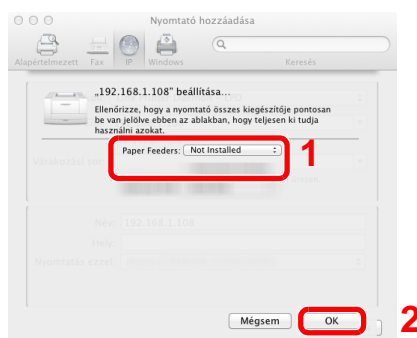 Nyomtató hozzáadása
Alapértelmezett Fax IP Windows Keresés
„192.168.1.108” beállítása...
Ellenőrizze, hogy a nyomtató összes kiegészítője pontosan
be van jelölve ebben az ablakban, hogy teljesen ki tudja
használni azokat.
Paper Feeders: Not Installed
1
Név: 192.168.1.108
Hely:
Nyomtatás ezzel:
Mégsem OK
2